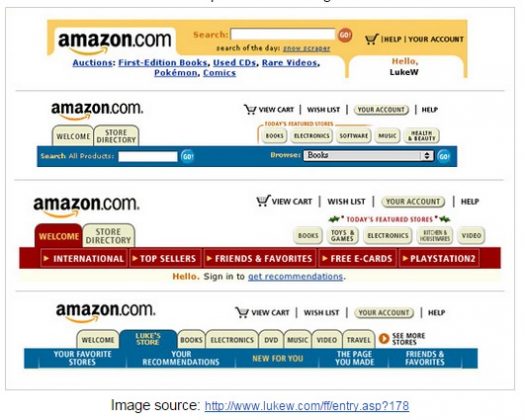 amazon.com
Search:
GO!
HELP | YOUR ACCOUNT
search of the day: snow scraper
Auctions: First-Edition Books, Used CDs, Rare Videos,
Pokémon, Comics
Hello,
LukeW
amazon.com.
VIEW CART | WISH LIST | YOUR ACCOUNT | HELP
WELCOME
STORE DIRECTORY
TODAY'S FEATURED STORES
BOOKS
ELECTRONICS
SOFTWARE
MUSIC
HEALTH & BEAUTY
Search All Products:
GO!
Browse:
Books
GO!
amazon.com.
VIEW CART | WISH LIST | YOUR ACCOUNT | HELP
TODAY'S FEATURED STORES
WELCOME
STORE DIRECTORY
BOOKS
TOYS & GAMES
ELECTRONICS
KITCHEN & HOUSEWARES
VIDEO
INTERNATIONAL
TOP SELLERS
FRIENDS & FAVORITES
FREE E-CARDS
PLAYSTATION2
Hello. Sign in to get recommendations.
amazon.com.
VIEW CART | WISH LIST | YOUR ACCOUNT | HELP
WELCOME
LUKE'S STORE
BOOKS
ELECTRONICS
DVD
MUSIC
VIDEO
TRAVEL
SEE MORE STORES
YOUR FAVORITE STORES
YOUR RECOMMENDATIONS
NEW FOR YOU
THE PAGE YOU MADE
FRIENDS & FAVORITES
Image source: http://www.lukew.com/ff/entry.asp?178